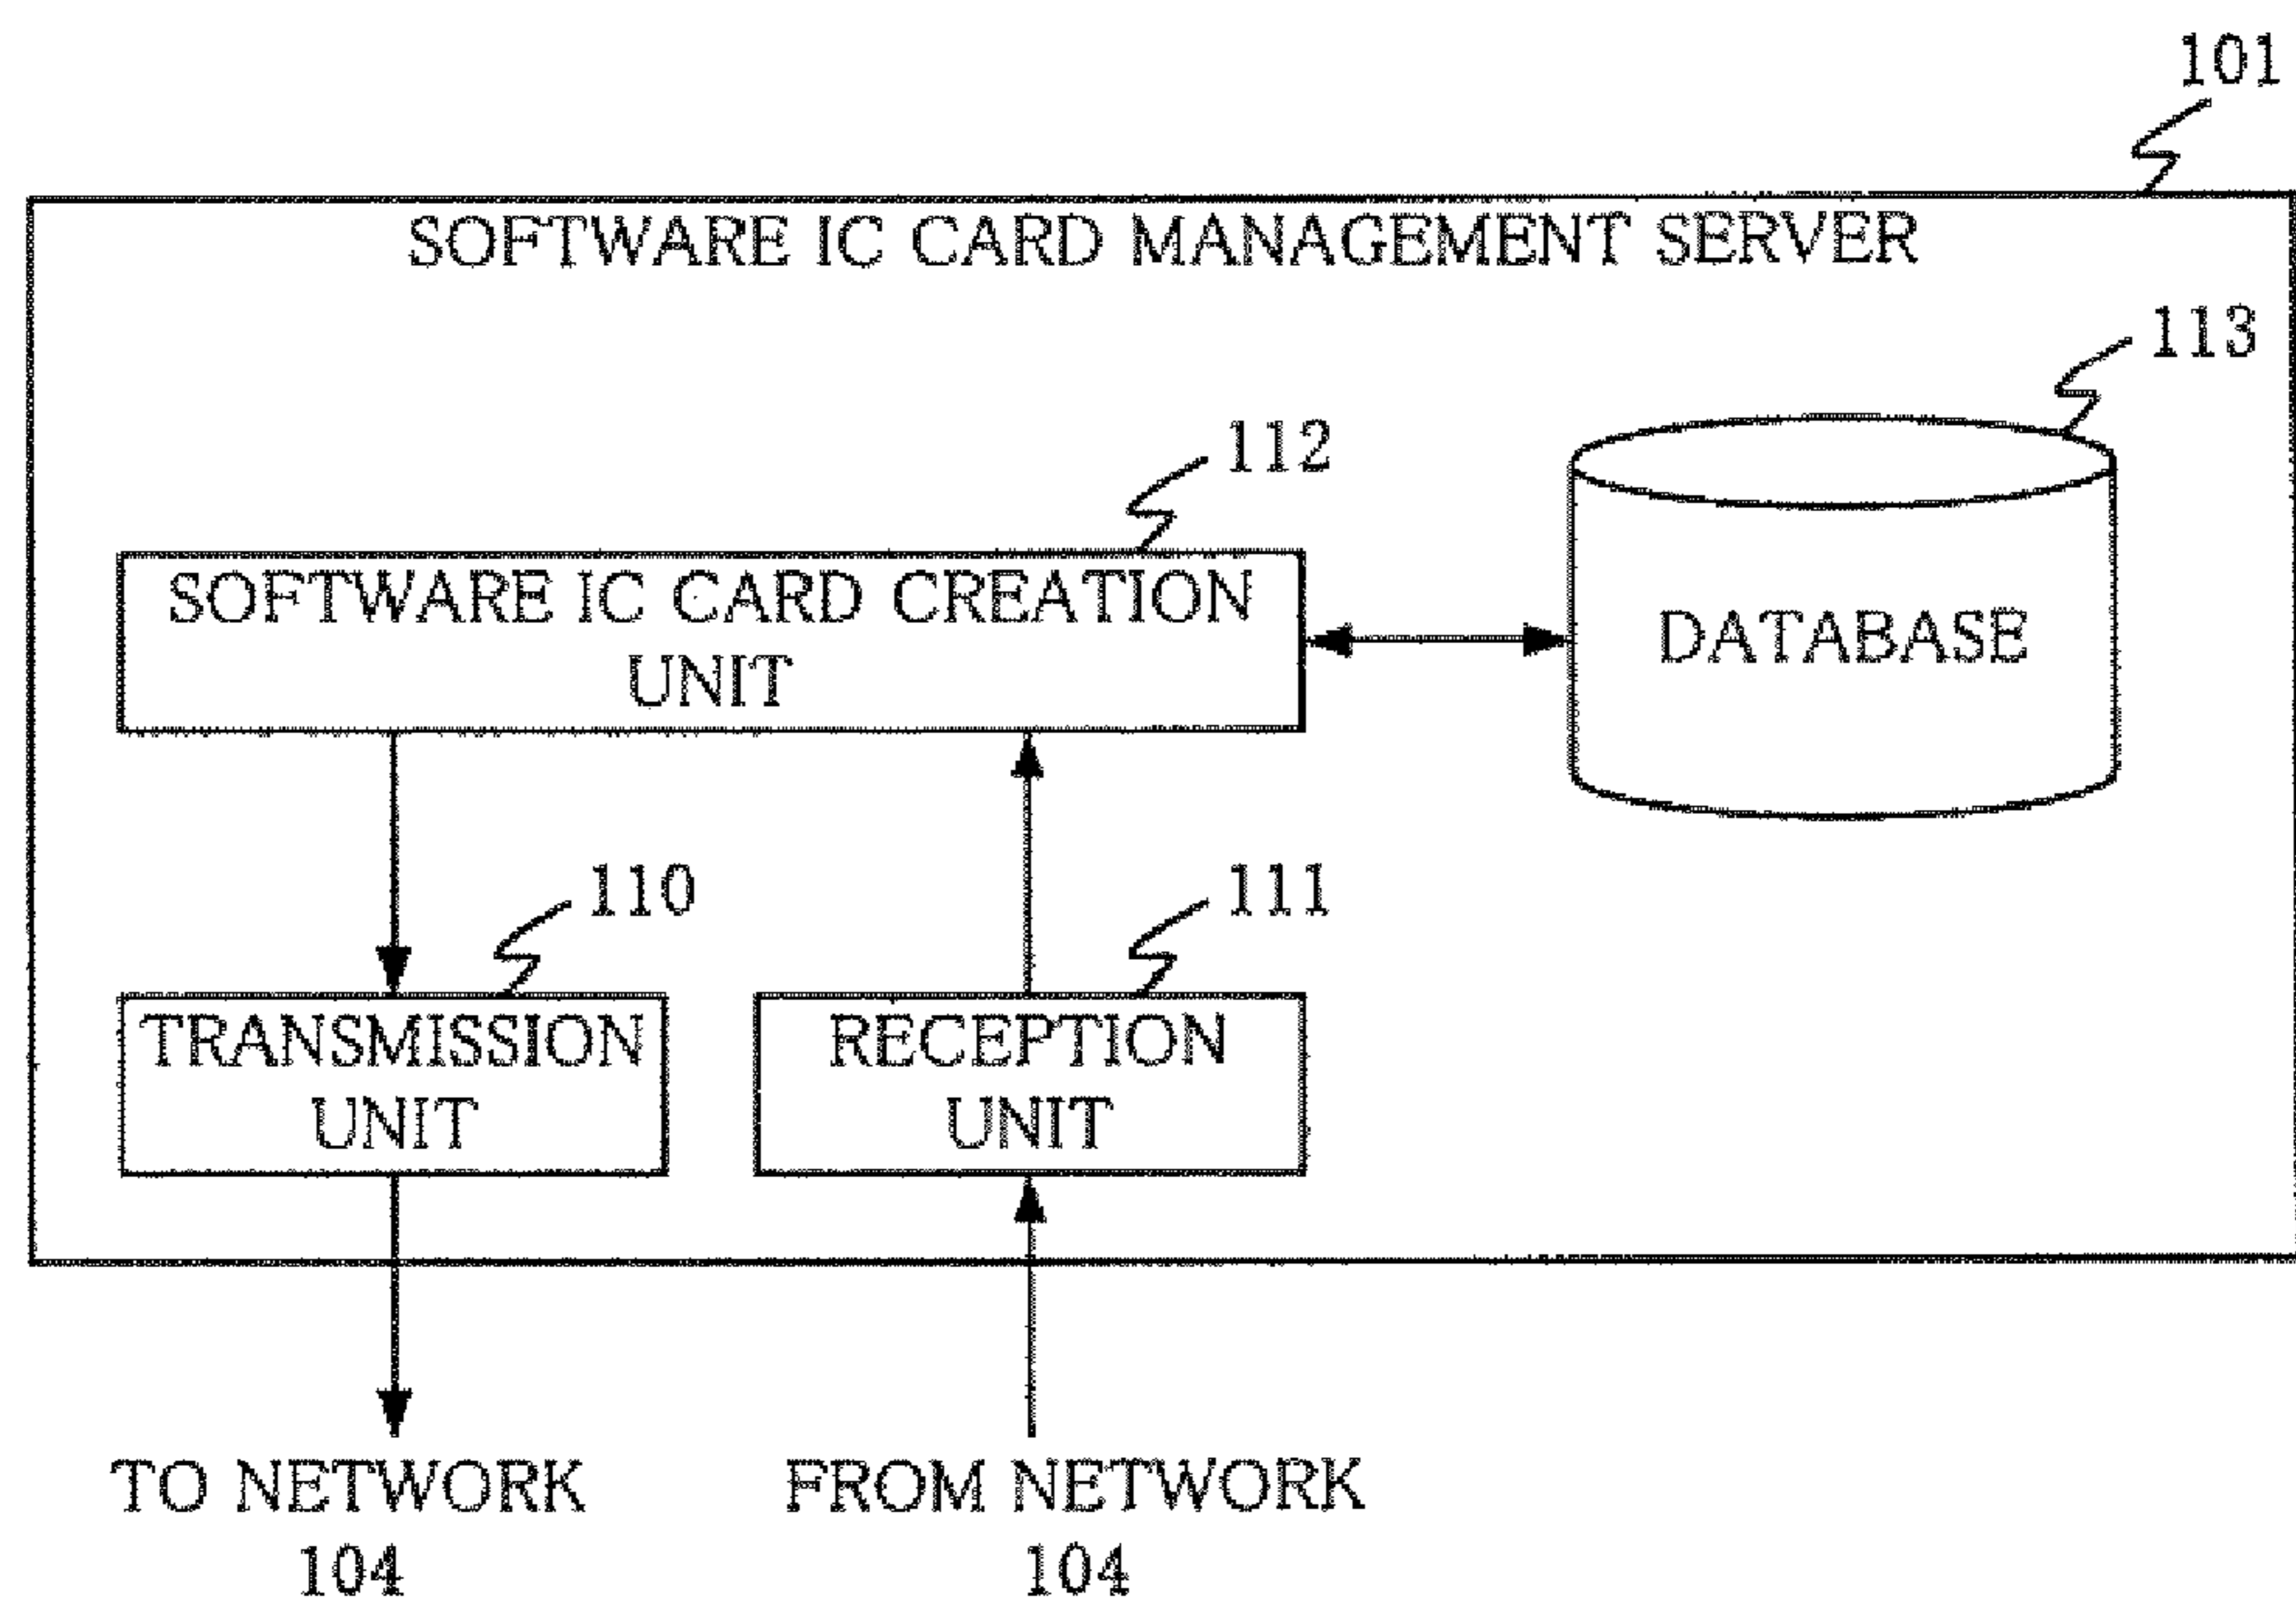 101
SOFTWARE IC CARD MANAGEMENT SERVER
113
112
SOFTWARE IC CARD CREATION
UNIT
DATABASE
110
111
TRANSMISSION
UNIT
RECEPTION
UNIT
TO NETWORK
104
FROM NETWORK
104